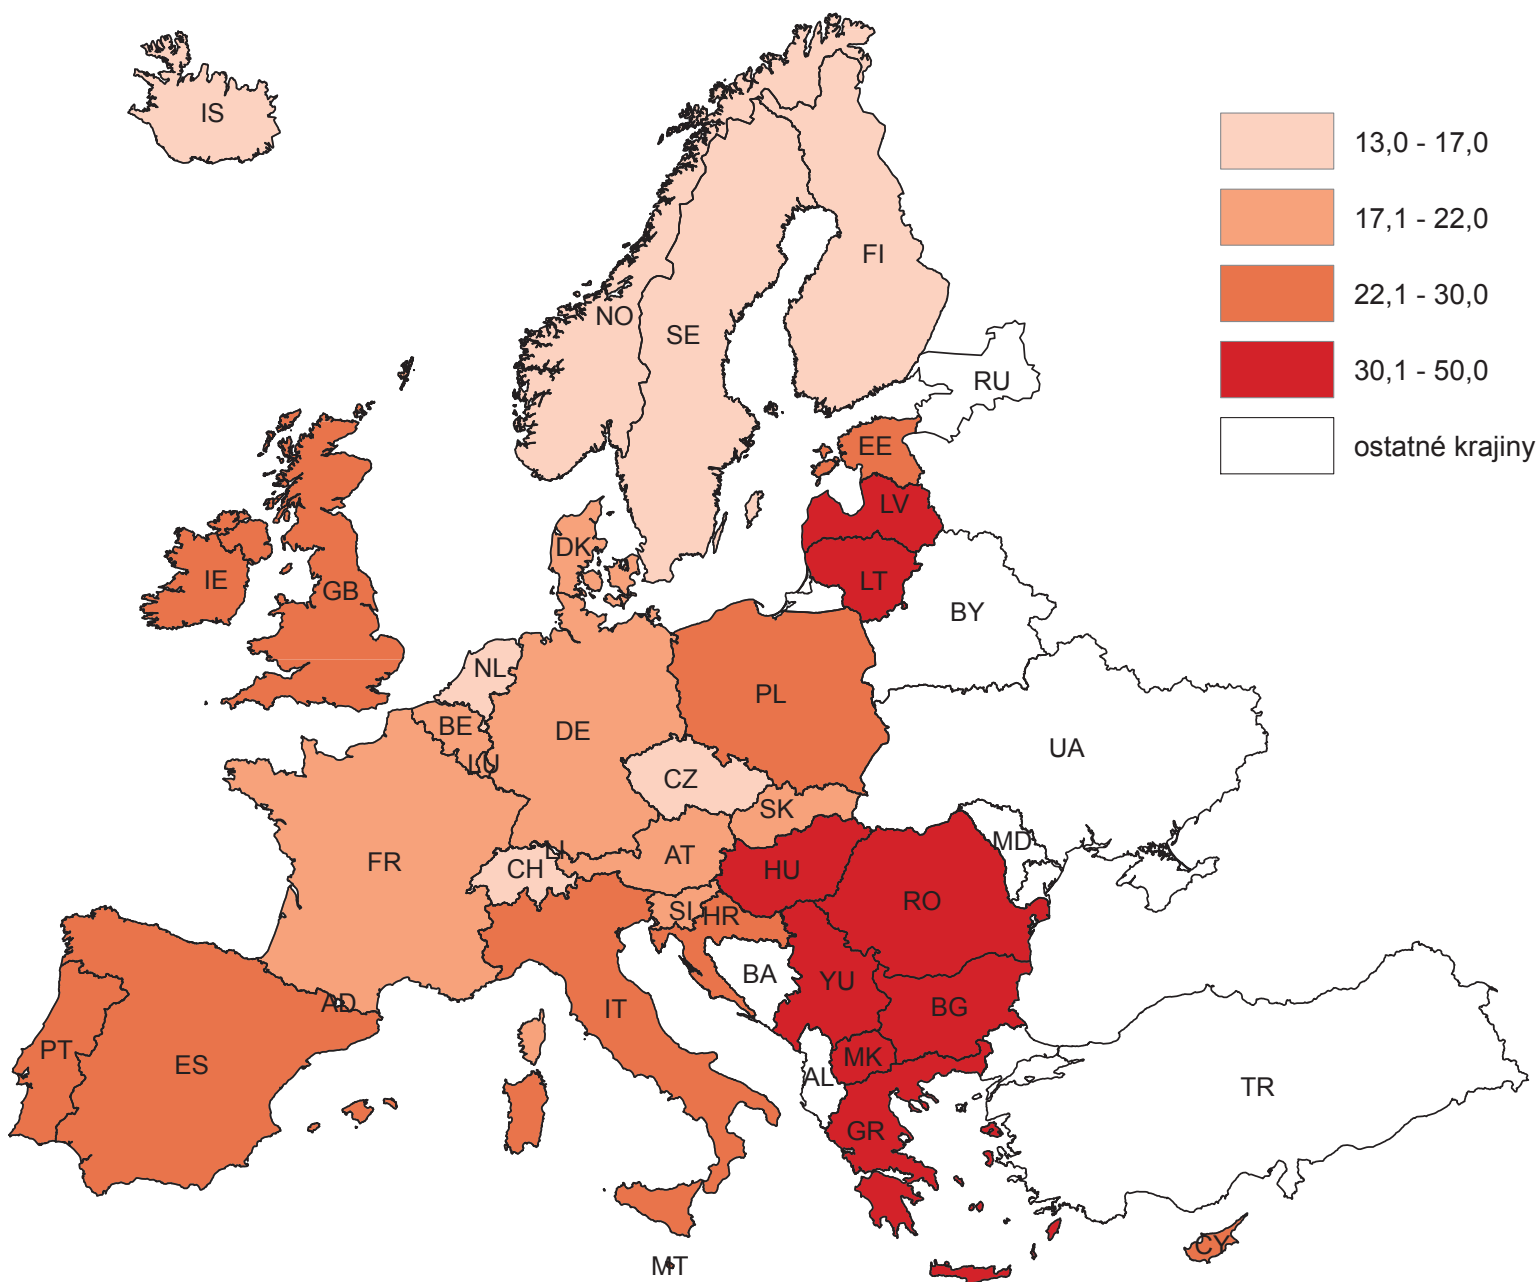 IS
13,0 - 17,0
17,1 - 22,0
FI
22,1 - 30,0
NO
SE
30,1 - 50,0
RU
ostatné krajiny
EE
LV
DK
IE
GB
LT
BY
NL
PL
BE
DE
UA
LU
CZ
SK
MD
LI
AT
FR
CH
HU
RO
SI
HR
BA
YU
AD
IT
BG
PT
ES
MK
AL
TR
GR
CY
MT